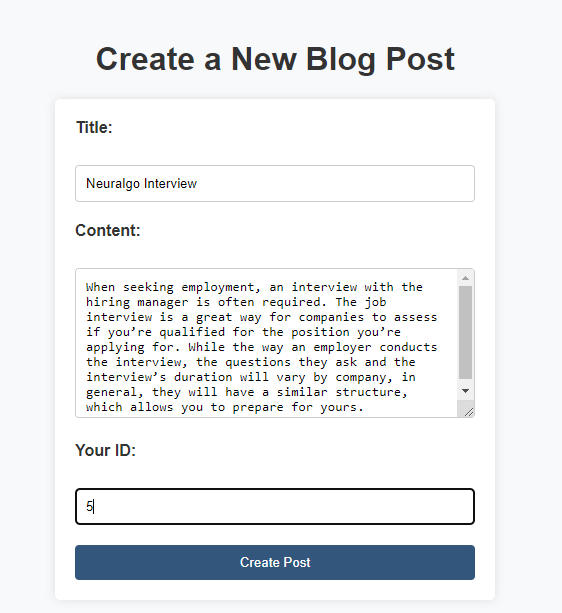 Create a New Blog Post
Title:
Neuralgo Interview
Content:
When seeking employment, an interview with the
hiring manager is often required. The job
interview is a great way for companies to assess
if you’re qualified for the position you’re
applying for. While the way an employer conducts
the interview, the questions they ask and the
interview’s duration will vary by company, in
general, they will have a similar structure,
which allows you to prepare for yours.
Your ID:
5
Create Post